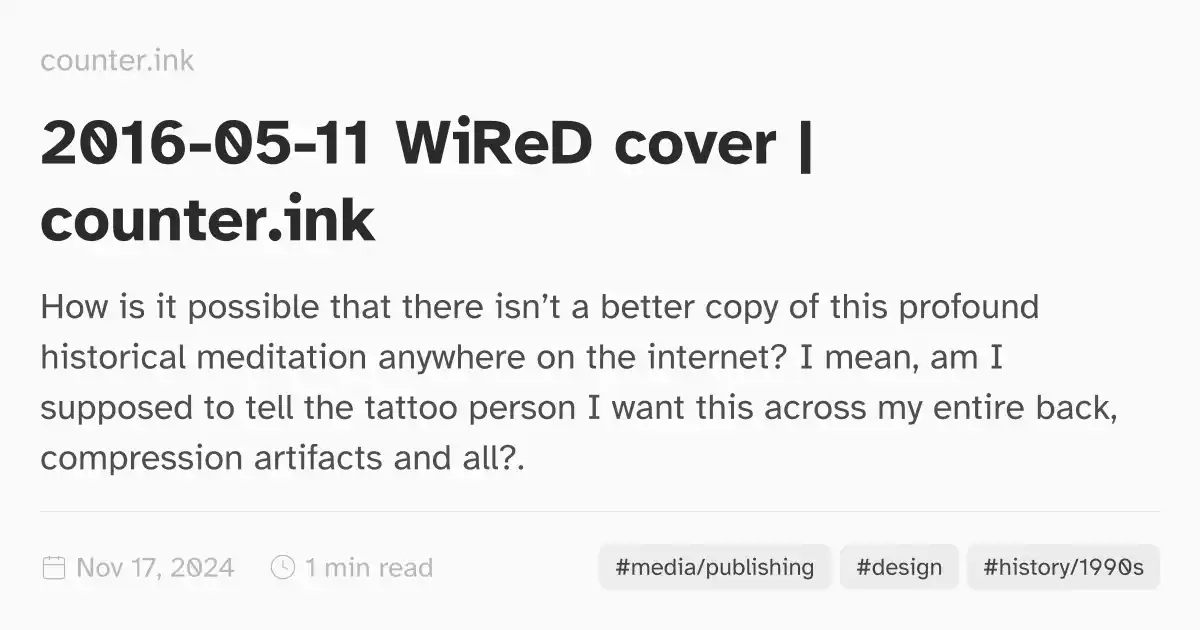 counter.ink
2016-05-11 WiReD cover |
counter.ink
How is it possible that there isn’t a better copy of this profound
historical meditation anywhere on the internet? I mean, am I
supposed to tell the tattoo person I want this across my entire back,
compression artifacts and all?.
Nov 17, 2024 1 min read #media/publishing #design #history/1990s